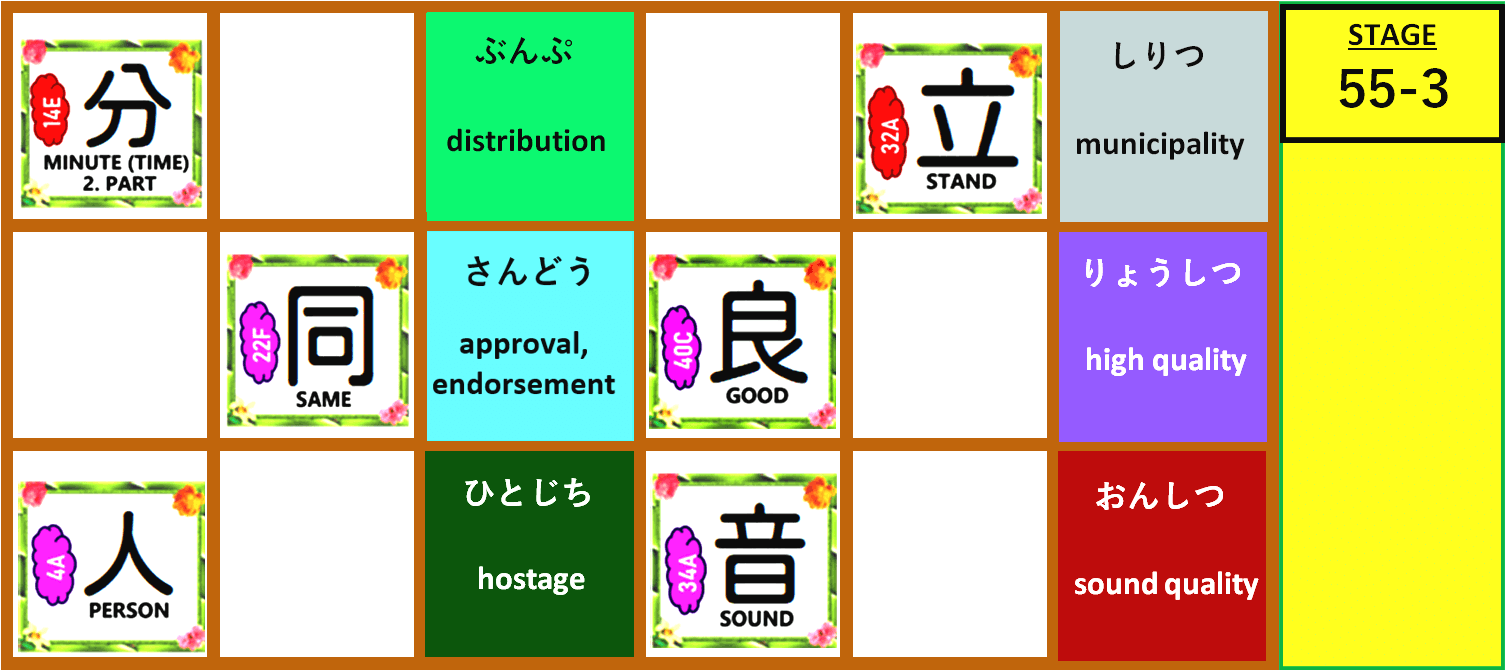 14E
分
MINUTE (TIME)
2. PART
ぶんぷ
distribution
32A
立
STAND
しりつ
municipality
STAGE
55-3
22F
同
SAME
さんどう
approval,
endorsement
40C
良
GOOD
りょうしつ
high quality
4A
人
PERSON
ひとじち
hostage
34A
音
SOUND
おんしつ
sound quality